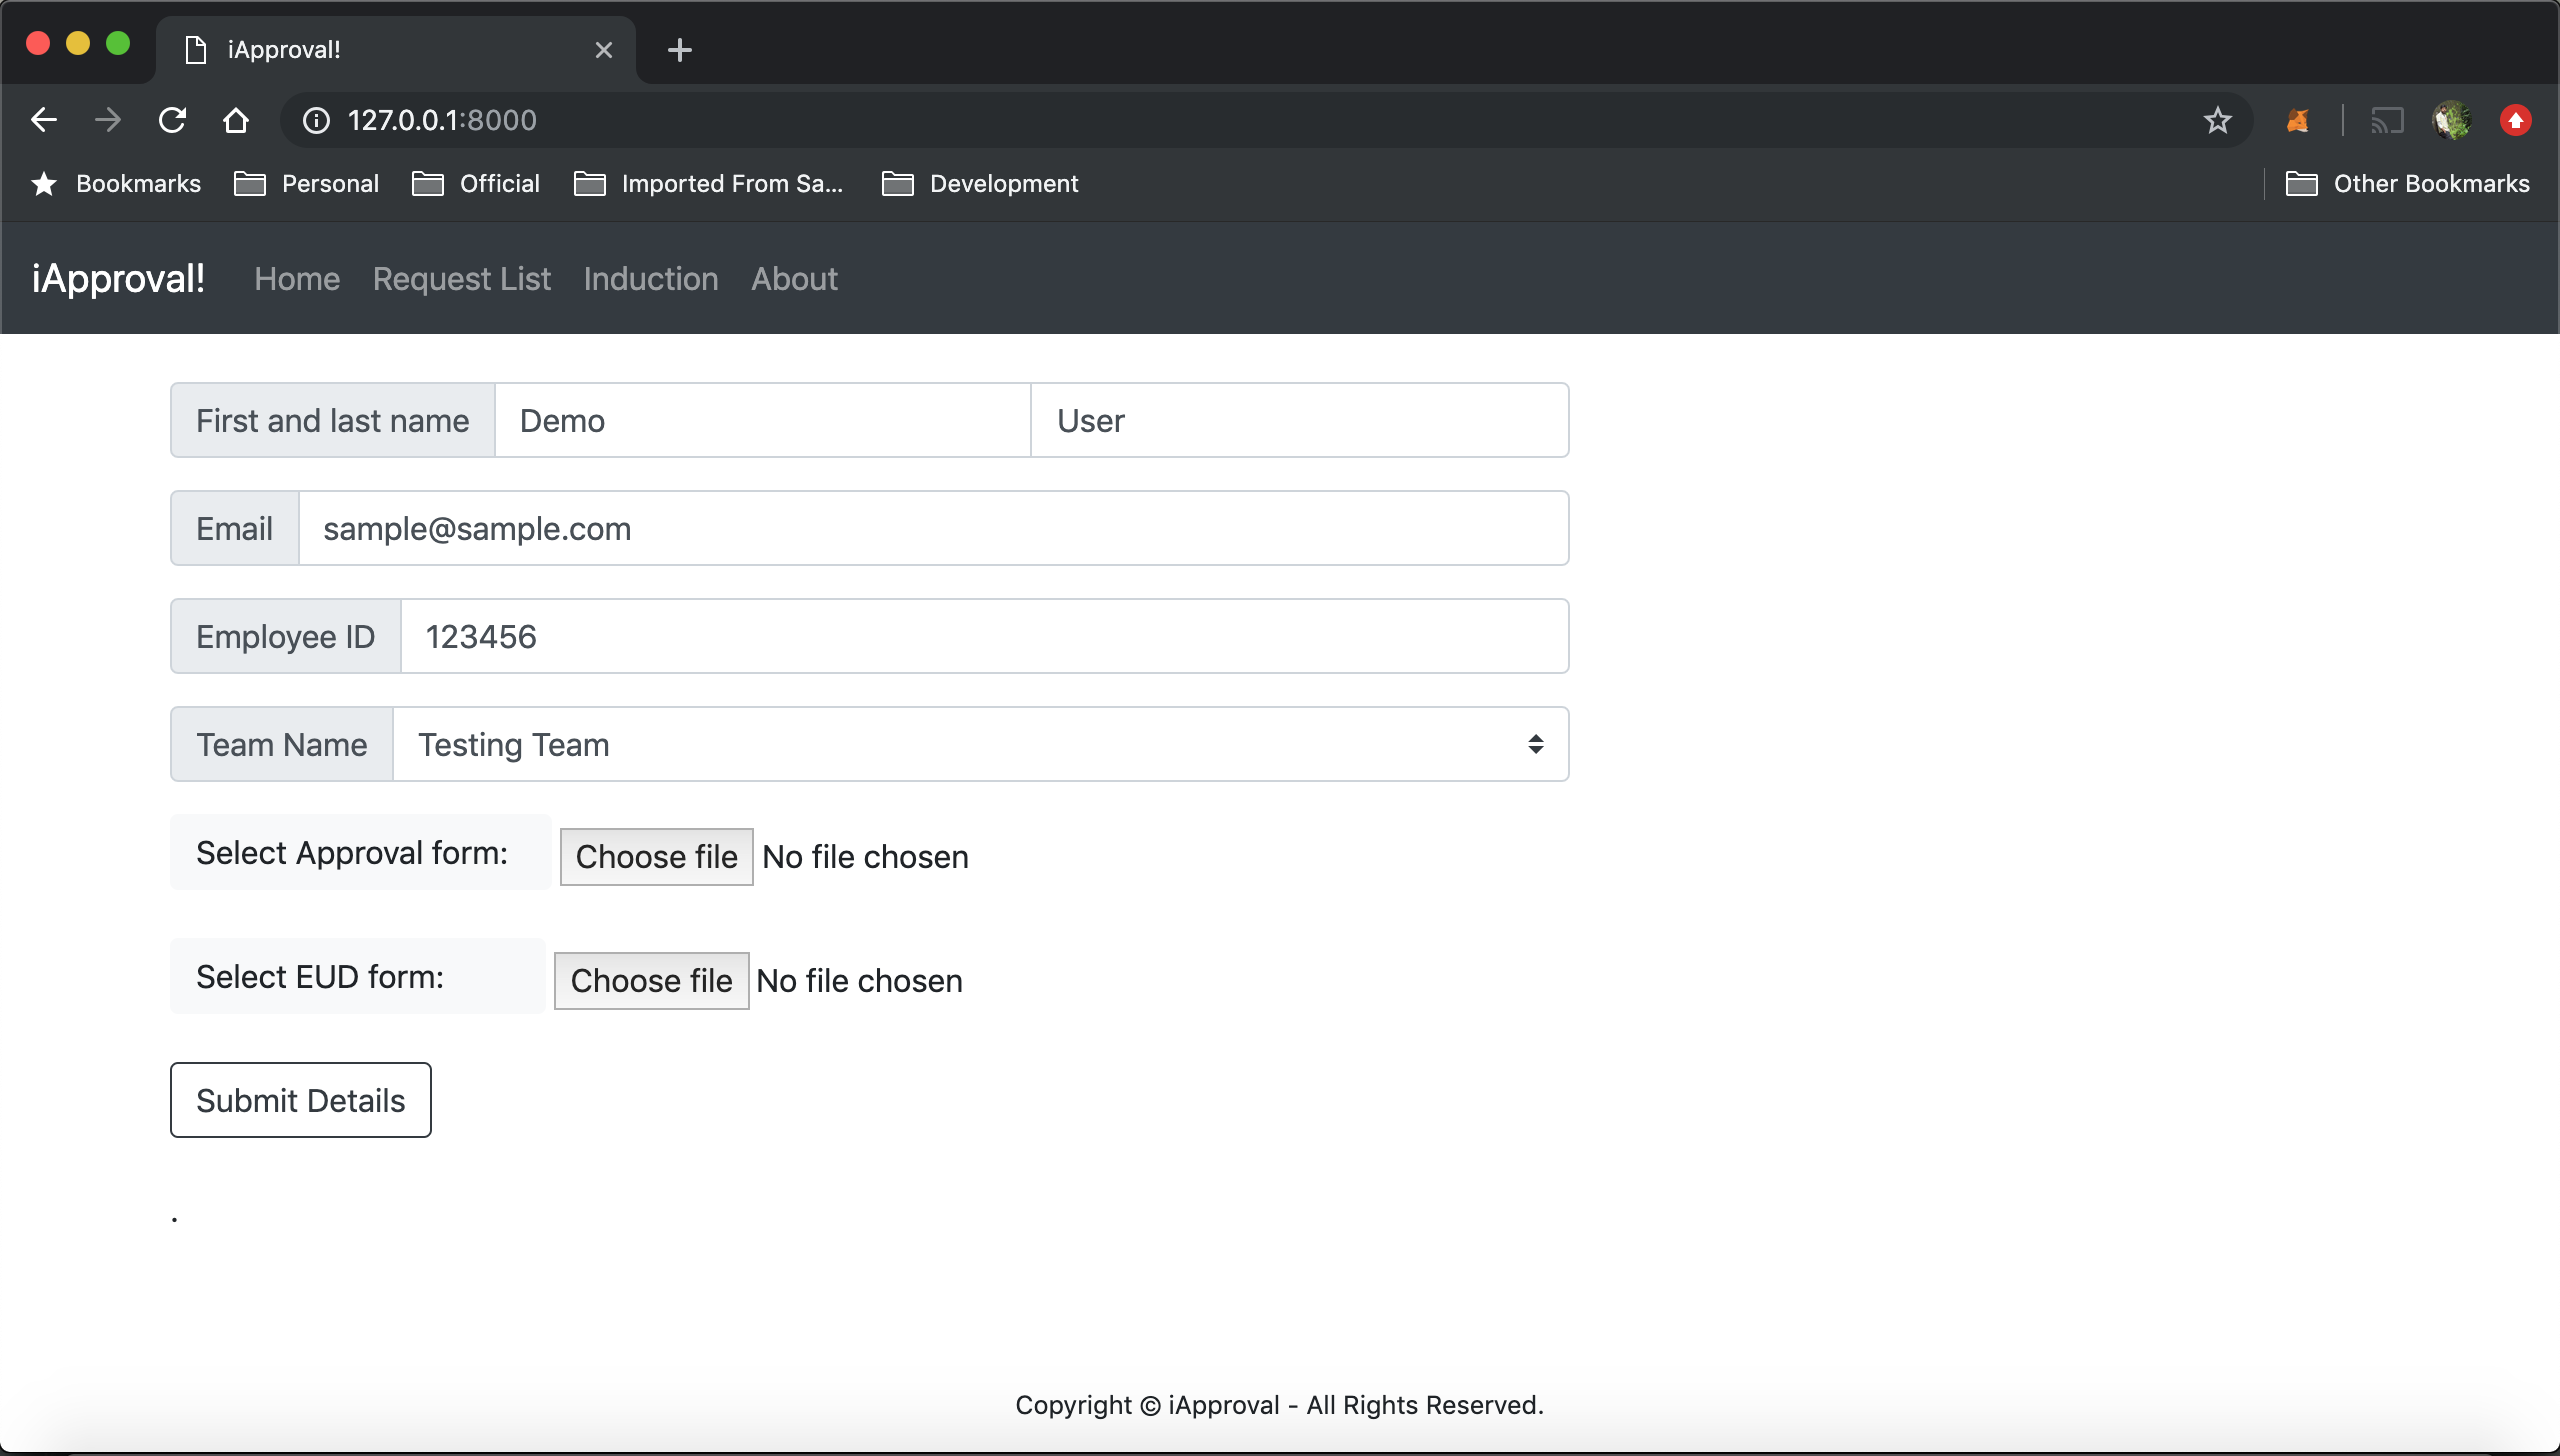 iApproval!
127.0.0.1:8000
Bookmarks Personal Official Imported From Sa... Development Other Bookmarks
iApproval! Home Request List Induction About
First and last name Demo User
Email sample@sample.com
Employee ID 123456
Team Name Testing Team
Select Approval form: Choose file No file chosen
Select EUD form: Choose file No file chosen
Submit Details
.
Copyright © iApproval - All Rights Reserved.